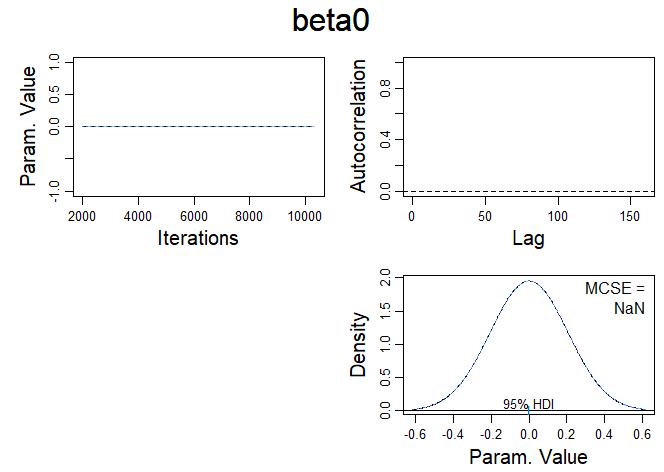 beta0
Param. Value
1.0
0.5
0.0
-1.0
2000 4000 6000 8000 10000
Iterations
Autocorrelation
0.8
0.4
0.0
0 50 100 150
Lag
Density
2.0
1.5
1.0
0.5
0.0
MCSE =
NaN
95% HDI
-0.6 -0.4 -0.2 0.0 0.2 0.4 0.6
Param. Value